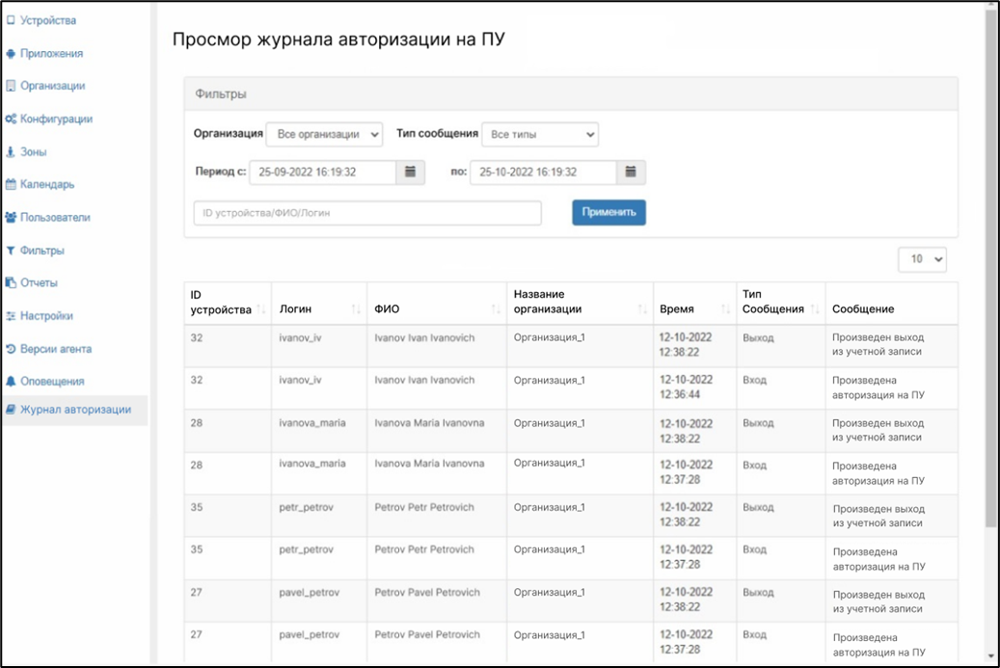 Устройства
Приложения
Организации
Конфигурации
Зоны
Календарь
Пользователи
Фильтры
Отчеты
Настройки
Версии агента
Оповещения
Журнал авторизации
Просмор журнала авторизации на ПУ
Фильтры
Организация Все организации Тип сообщения Все типы
Период с: 25-09-2022 16:19:32 по: 25-10-2022 16:19:32
ID устройства/ФИО/Логин Применить
10
ID Название Тип
устройства Логин ФИО организации Время Сообщения Сообщение
32 ivanov_iv Ivanov Ivan Ivanovich Организация_1 12-10-2022 Выход Произведен выход
12:38:22 из учетной записи
32 ivanov_iv Ivanov Ivan Ivanovich Организация_1 12-10-2022 Вход Произведена
12:36:44 авторизация на ПУ
28 ivanova_maria Ivanova Maria Ivanovna Организация_1 12-10-2022 Выход Произведен выход
12:38:22 из учетной записи
28 ivanova_maria Ivanova Maria Ivanovna Организация_1 12-10-2022 Вход Произведена
12:37:28 авторизация на ПУ
35 petr_petrov Petrov Petr Petrovich Организация_1 12-10-2022 Выход Произведен выход
12:38:22 из учетной записи
35 petr_petrov Petrov Petr Petrovich Организация_1 12-10-2022 Вход Произведена
12:37:28 авторизация на ПУ
27 pavel_petrov Petrov Pavel Petrovich Организация_1 12-10-2022 Выход Произведен выход
12:38:22 из учетной записи
27 pavel_petrov Petrov Pavel Petrovich Организация_1 12-10-2022 Вход Произведена
12:37:28 авторизация на ПУ